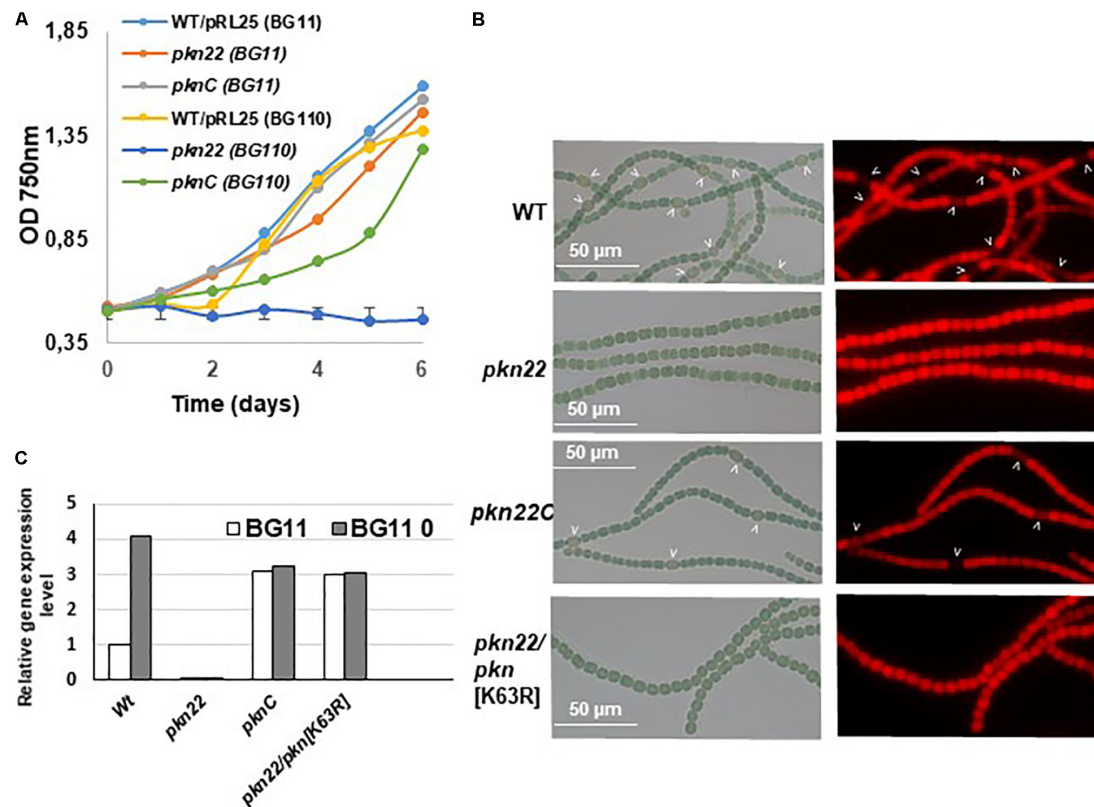 A
WT/pRL25 (BG11)
pkn22 (BG11)
pknC (BG11)
WT/pRL25 (BG110)
pkn22 (BG110)
pknC (BG110)
1,85
1,35
0,85
0,35
OD 750nm
0 2 4 6
Time (days)
B
WT
50 µm
pkn22
50 µm
pkn22C
50 µm
pkn22/
pkn
[K63R]
50 µm
C
Relative gene expression
level
5
4
3
2
1
0
BG11 BG11 0
Wt
pkn22
pknC
pkn22/pkn[K63R]